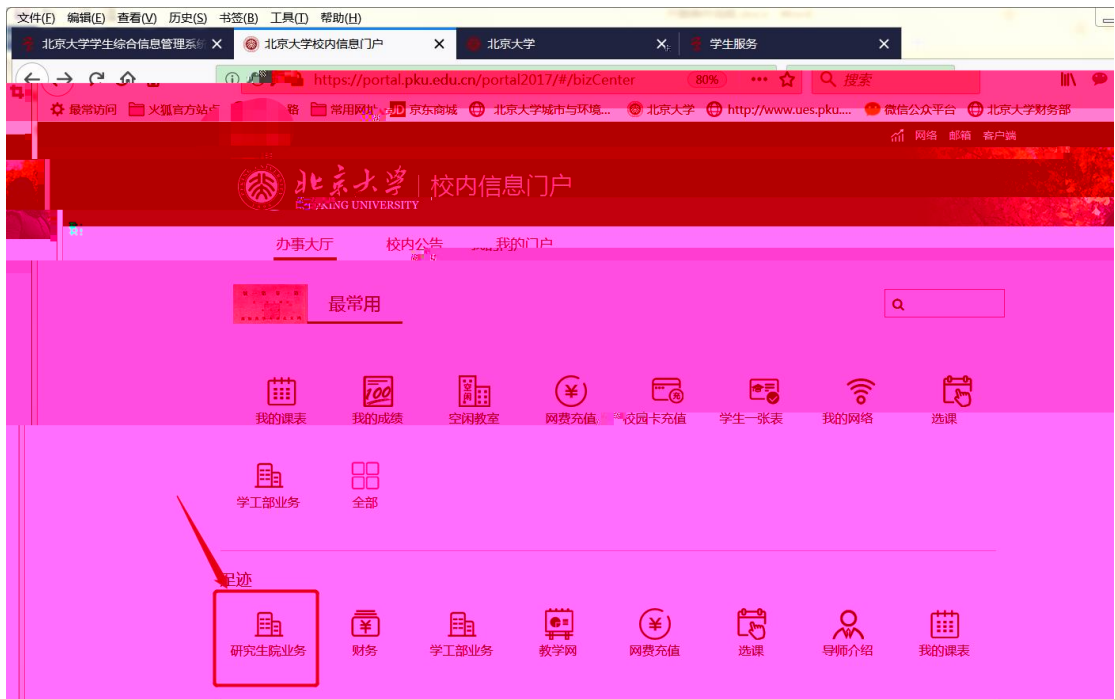 文件(F) 编辑(E) 查看(V) 历史(S) 书签(B) 工具(T) 帮助(H)
北京大学学生综合信息管理系统 北京大学校内信息门户 北京大学 学生服务
https://portal.pku.edu.cn/portal2017/#/bizCenter 80% 搜索
最常访问 火狐官方站点 常用网址 JD 京东商城 北京大学城市与环境... 北京大学 http://www.ues.pku.... 微信公众平台 北京大学财务部
网络 邮箱 客户端
北京大学 校内信息门户
PEKING UNIVERSITY
办事大厅 校内公告 我的门户
最常用
我的课表 我的成绩 空闲教室 网费充值 校园卡充值 学生一张表 我的网络 选课
学工部业务 全部
足迹
研究生院业务 财务 学工部业务 教学网 网费充值 选课 导师介绍 我的课表